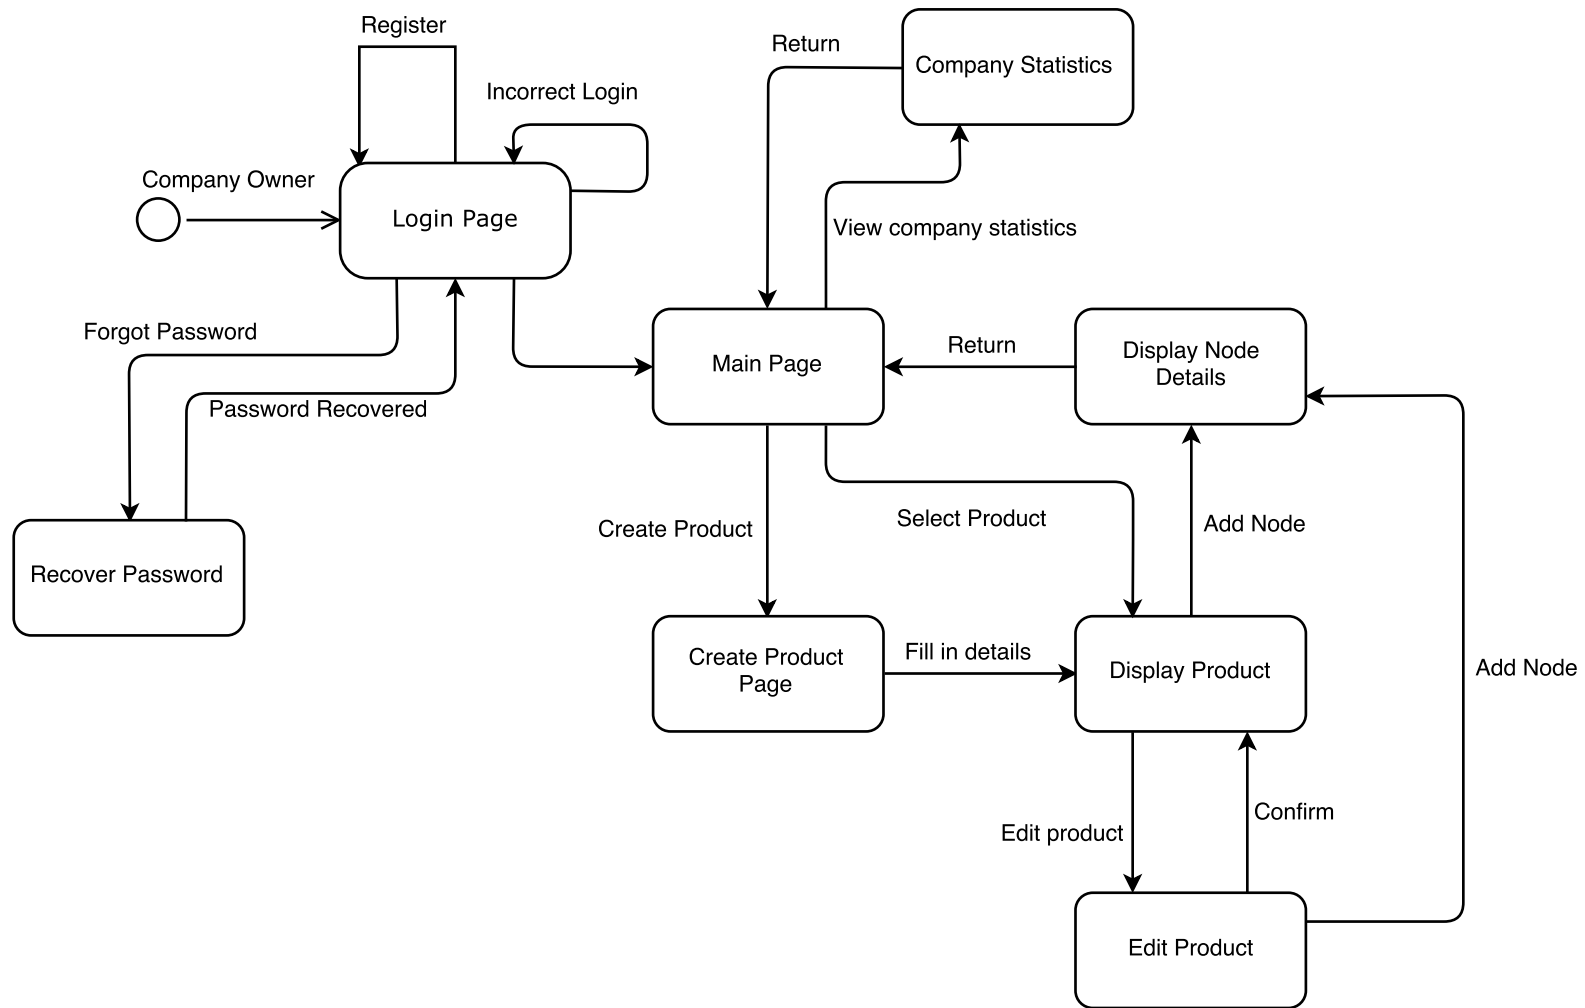 Register
Return
Company Statistics
Incorrect Login
Company Owner
Login Page
View company statistics
Forgot Password
Return
Display Node
Details
Main Page
Password Recovered
Create Product
Select Product
Add Node
Recover Password
Create Product
Page
Fill in details
Display Product
Add Node
Edit product
Confirm
Edit Product